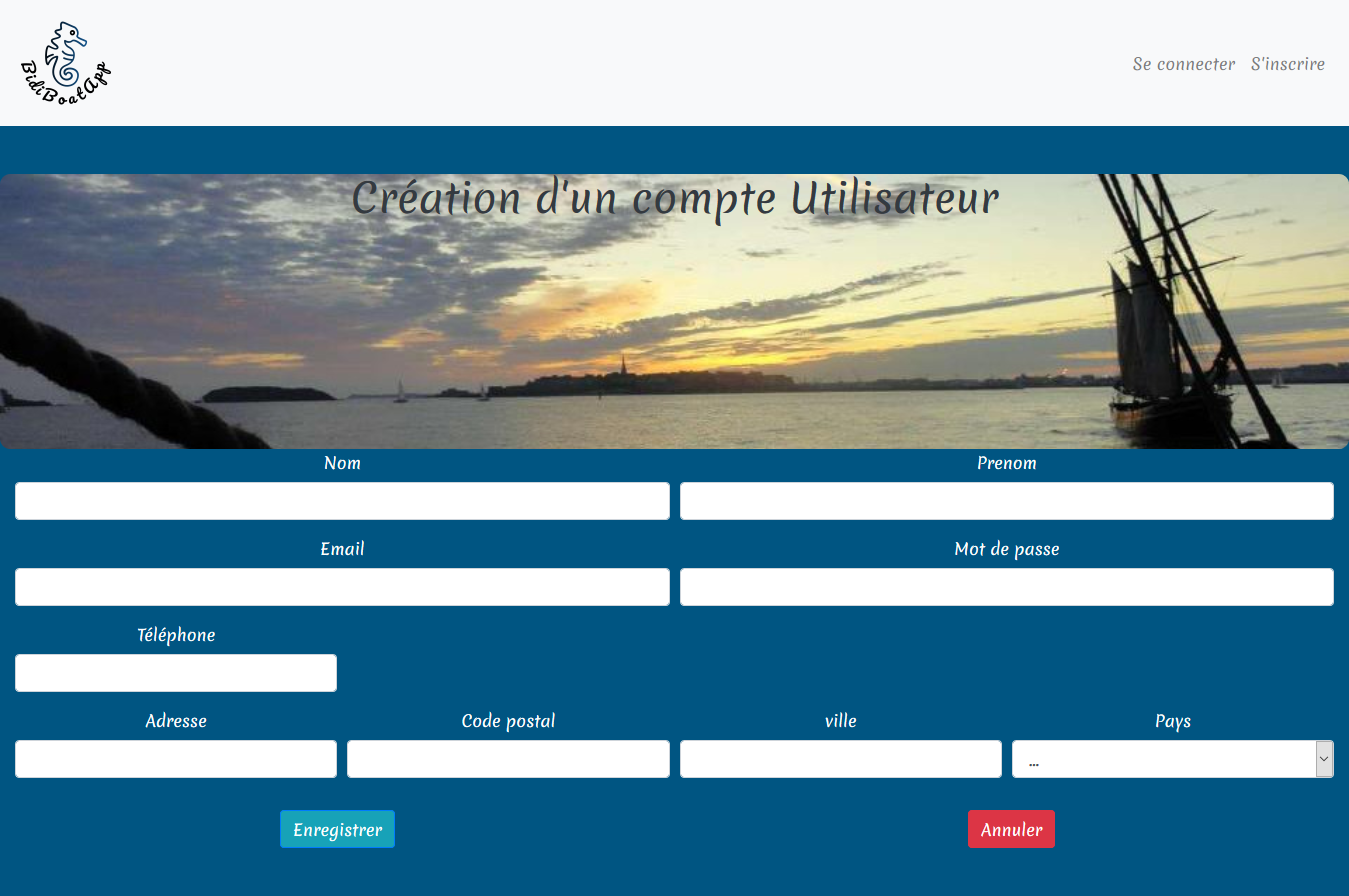 BidiBoatApp
Se connecter S'inscrire
Création d'un compte Utilisateur
Nom Prenom
Email Mot de passe
Téléphone
Adresse Code postal ville Pays
...
Enregistrer Annuler